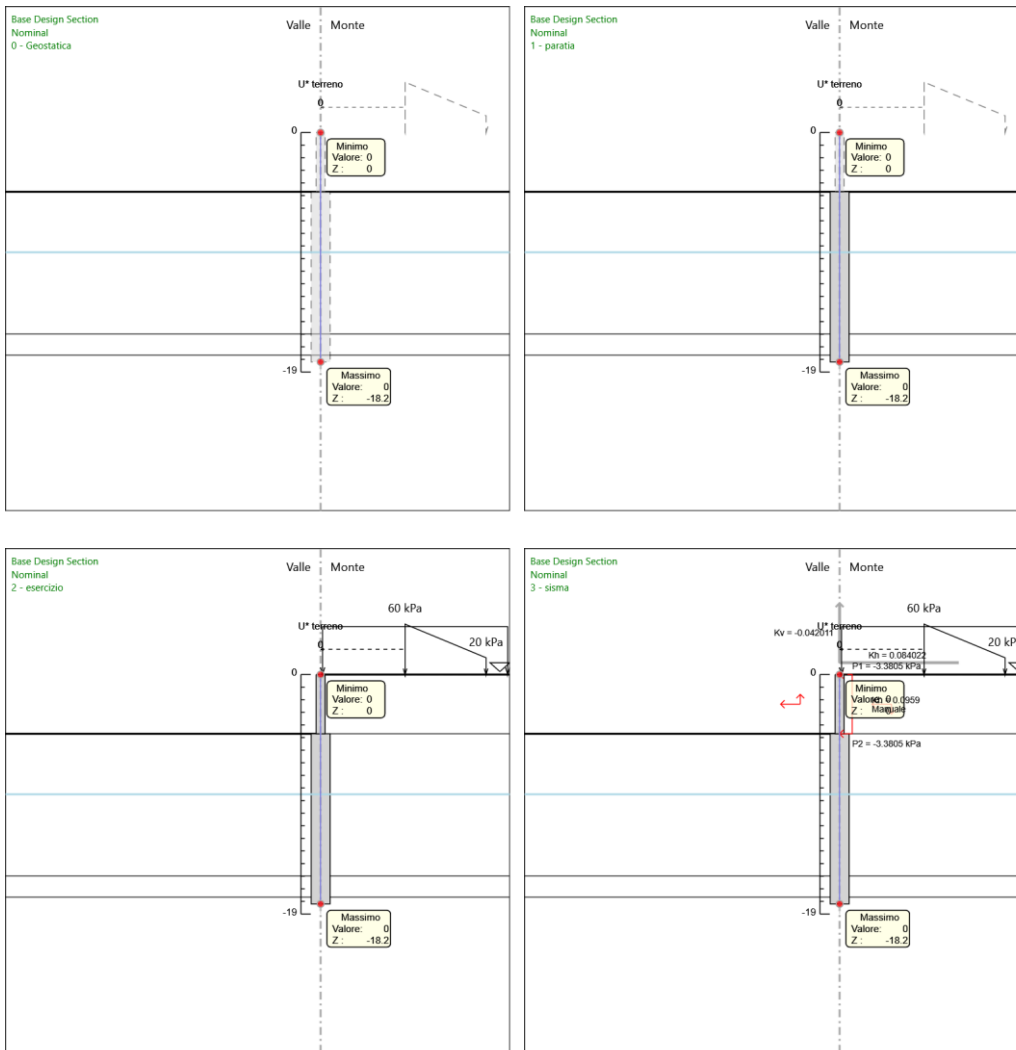 Base Design Section
Nominal
0 - Geostatica
Valle
Monte
U* terreno
0
0
Minimo
Valore: 0
Z : 0
-19
Massimo
Valore: 0
Z : -18.2
Base Design Section
Nominal
1 - paratia
Valle
Monte
U* terreno
0
0
Minimo
Valore: 0
Z : 0
-19
Massimo
Valore: 0
Z : -18.2
Base Design Section
Nominal
2 - esercizio
Valle
Monte
60 kPa
U* terreno
20 kPa
0
0
Minimo
Valore: 0
Z : 0
-19
Massimo
Valore: 0
Z : -18.2
Base Design Section
Nominal
3 - sisma
Valle
Monte
60 kPa
U* terreno
Kv = -0.042011
20 kP
0
Kh = 0.084022
P1 = -3.3805 kPa
0
Minimo
Valore: 0
Manuale
P2 = -3.3805 kPa
-19
Massimo
Valore: 0
Z : -18.2